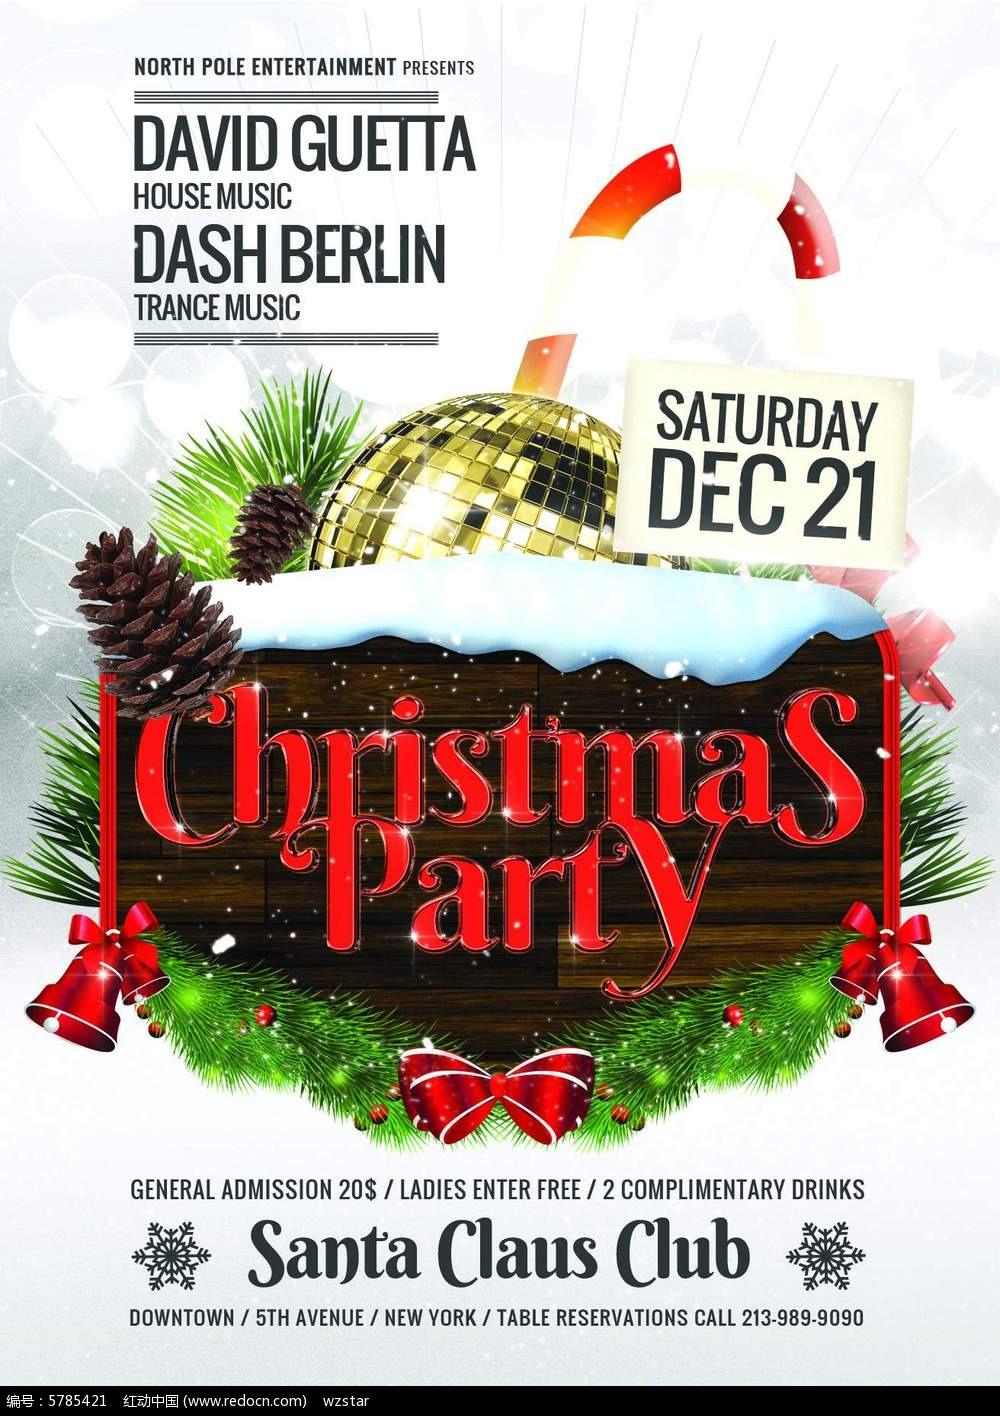 NORTH POLE ENTERTAINMENT PRESENTS
DAVID GUETTA
HOUSE MUSIC
DASH BERLIN
TRANCE MUSIC
SATURDAY
DEC 21
Christmas
Party
GENERAL ADMISSION 20$ / LADIES ENTER FREE / 2 COMPLIMENTARY DRINKS
Santa Claus Club
DOWNTOWN / 5TH AVENUE / NEW YORK / TABLE RESERVATIONS CALL 213-989-9090
编号：5785421 红动中国 (www.redocn.com) wzstar